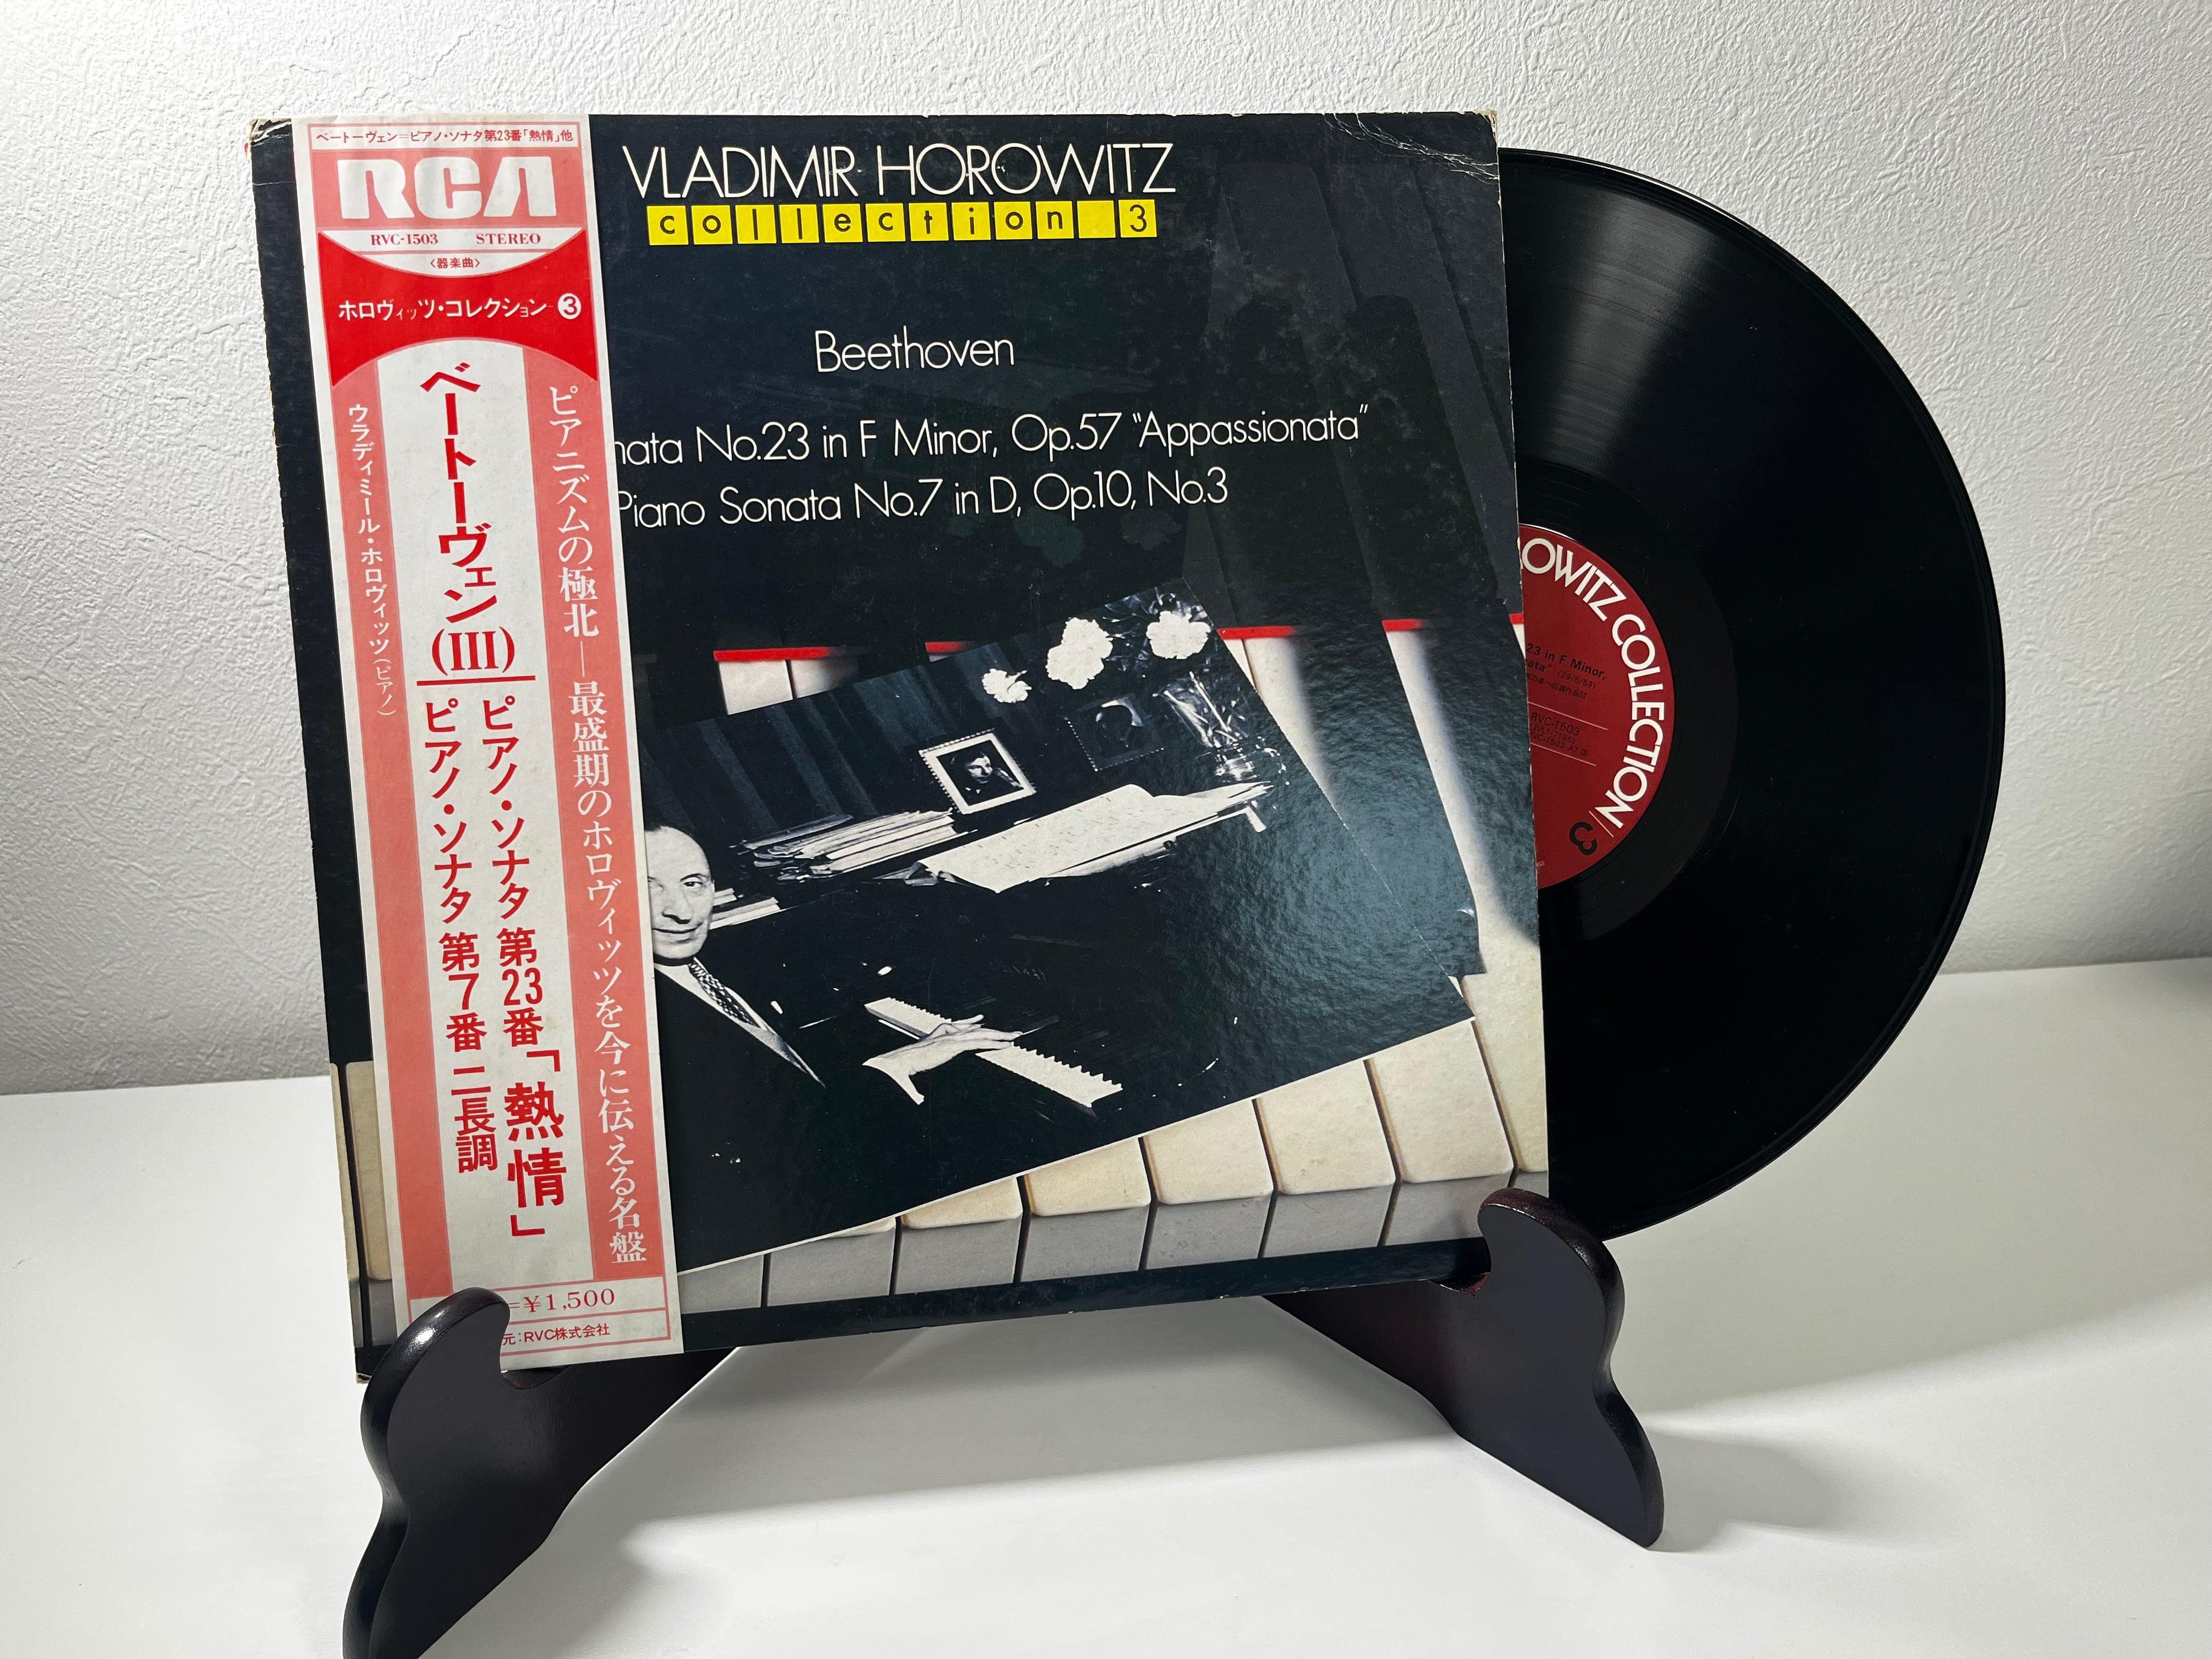 ベートーヴェン=ピアノ・ソナタ第23番「熱情」他
RCA
RVC-1503 STEREO
〈器楽曲〉
ホロヴィッツ・コレクション-③
ピアニズムの極北—最盛期のホロヴィッツを今に伝える名盤
ベートーヴェン(III)
ピアノ・ソナタ 第23番「熱情」
ピアノ・ソナタ 第7番 ニ長調
ウラディミール・ホロヴィッツ(ピアノ)
=¥1,500
元:RVC株式会社
VLADIMIR HOROWITZ
collection 3
Beethoven
nata No.23 in F Minor, Op.57 "Appassionata"
Piano Sonata No.7 in D, Op.10, No.3
OWITZ COLLECTION/3
23 in F Minor,
ata" (29/5/59)
RVC-1503